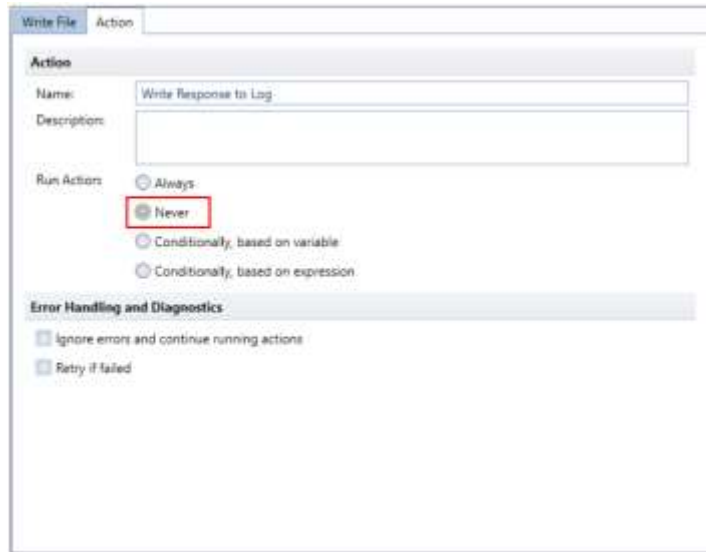 Write File Action
Action
Name: Write Response to Log
Description:
Run Action: Always
Never
Conditionally, based on variable
Conditionally, based on expression
Error Handling and Diagnostics
Ignore errors and continue running actions
Retry if failed